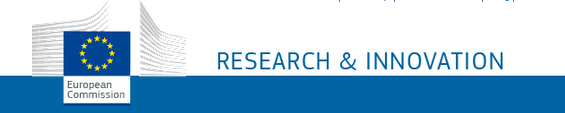 RESEARCH & INNOVATION
European
Commission